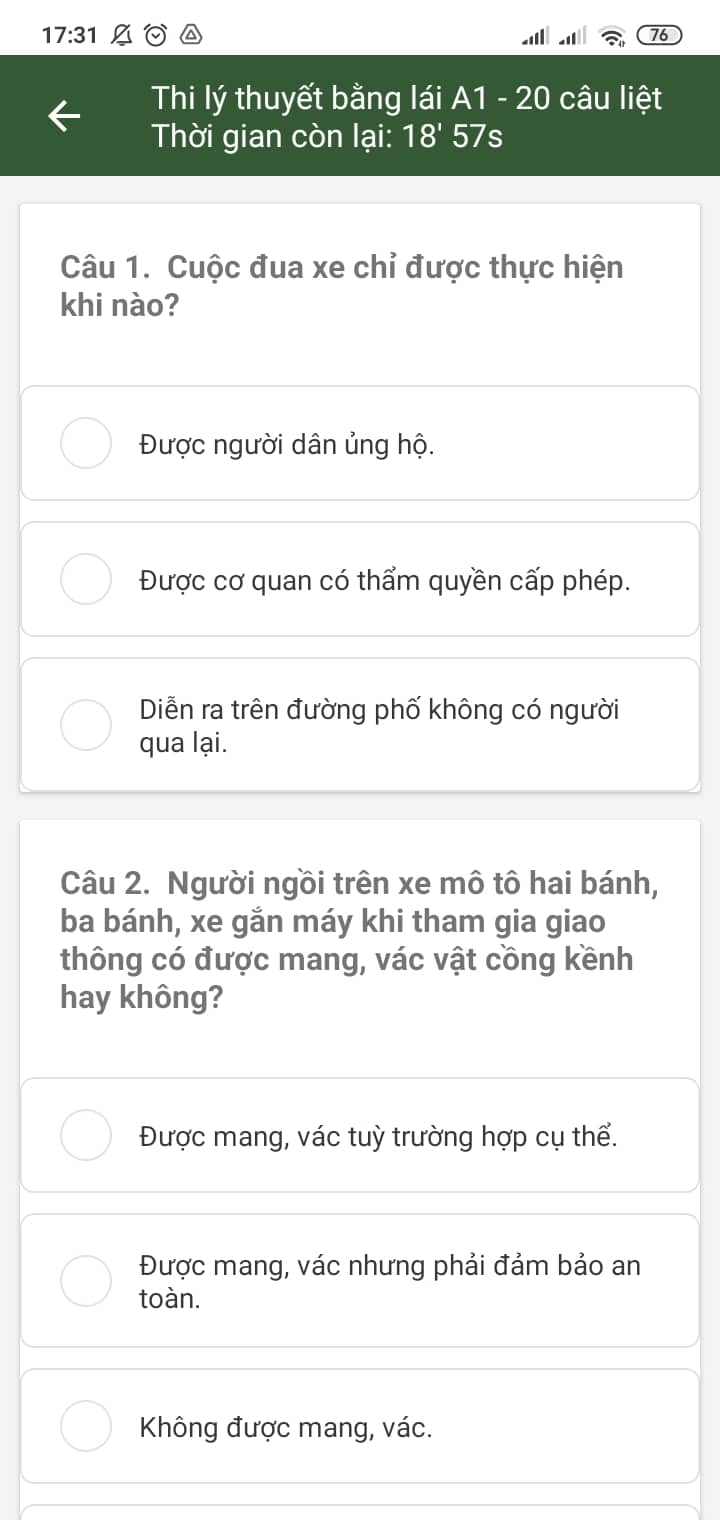 17:31
76
Thi lý thuyết bằng lái A1 - 20 câu liệt
Thời gian còn lại: 18' 57s
Câu 1. Cuộc đua xe chỉ được thực hiện
khi nào?
Được người dân ủng hộ.
Được cơ quan có thẩm quyền cấp phép.
Diễn ra trên đường phố không có người
qua lại.
Câu 2. Người ngồi trên xe mô tô hai bánh,
ba bánh, xe gắn máy khi tham gia giao
thông có được mang, vác vật cồng kềnh
hay không?
Được mang, vác tuỳ trường hợp cụ thể.
Được mang, vác nhưng phải đảm bảo an
toàn.
Không được mang, vác.